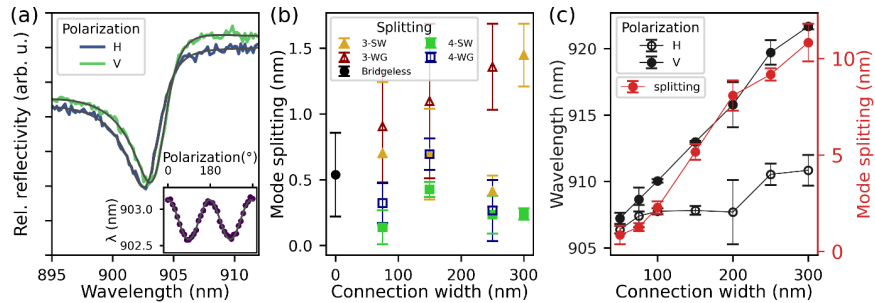 (a)
Polarization
H
V
Rel. reflectivity (arb. u.)
Polarization(°)
0 180
903.0
902.5
λ (nm)
895 900 905 910
Wavelength (nm)
(b)
Splitting
3-SW 4-SW
3-WG 4-WG
Bridgeless
Mode splitting (nm)
1.5
1.0
0.5
0.0
0 100 200 300
Connection width (nm)
(c)
Polarization
H
V
splitting
Wavelength (nm)
920
915
910
905
10
5
0
Mode splitting (nm)
100 200 300
Connection width (nm)